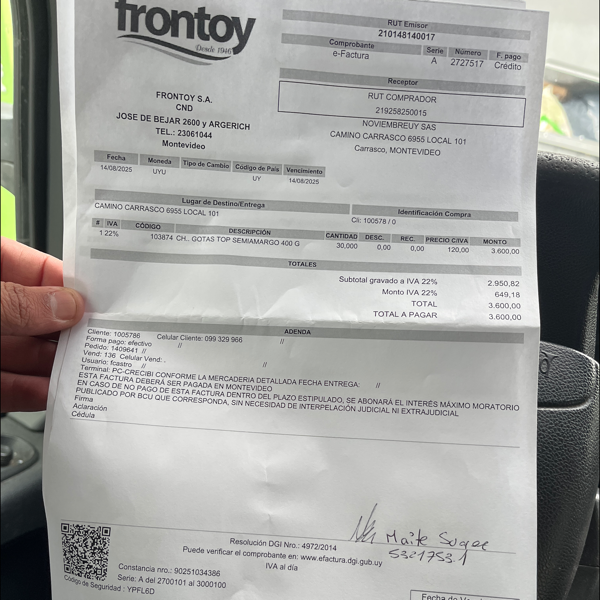 frontoy
Desde 1946
RUT Emisor
210148140017
Comprobante Serie Número F. pago
e-Factura A 2727517 Crédito
Receptor
RUT COMPRADOR
219258250015
NOVIEMBREUY SAS
CAMINO CARRASCO 6955 LOCAL 101
Carrasco, MONTEVIDEO
FRONTOY S.A.
CND
JOSE DE BEJAR 2600 y ARGERICH
TEL.: 23061044
Montevideo
Fecha Moneda Tipo de Cambio Código de País Vencimiento
14/08/2025 UYU UY 14/08/2025
Lugar de Destino/Entrega Identificación Compra
CAMINO CARRASCO 6955 LOCAL 101 Cli: 100578 / 0
# IVA CÓDIGO DESCRIPCIÓN CANTIDAD DESC. REC. PRECIO C/IVA MONTO
1 22% 103874 CH.. GOTAS TOP SEMIAMARGO 400 G 30,000 0,00 0,00 120,00 3.600,00
TOTALES
Subtotal gravado a IVA 22% 2.950,82
Monto IVA 22% 649,18
TOTAL 3.600,00
TOTAL A PAGAR 3.600,00
ADENDA
Cliente: 1005786 Celular Cliente: 099 329 966 //
Forma pago: efectivo //
Pedido: 1409641 //
Vend: 136 Celular Vend: .
Usuario: fcastro //
Terminal: PC-CRECIBI CONFORME LA MERCADERIA DETALLADA FECHA ENTREGA: //
ESTA FACTURA DEBERÁ SER PAGADA EN MONTEVIDEO
EN CASO DE NO PAGO DE ESTA FACTURA DENTRO DEL PLAZO ESTIPULADO, SE ABONARÁ EL INTERÉS MÁXIMO MORATORIO
PUBLICADO POR BCU QUE CORRESPONDA, SIN NECESIDAD DE INTERPELACIÓN JUDICIAL NI EXTRAJUDICIAL
Firma
Aclaración
Cédula
Maite
5321753.1
Resolución DGI Nro.: 4972/2014
Puede verificar el comprobante en: www.efactura.dgi.gub.uy
IVA al día
Constancia nro.: 90251034386
Serie: A del 2700101 al 3000100
Código de Seguridad : YPFL6D